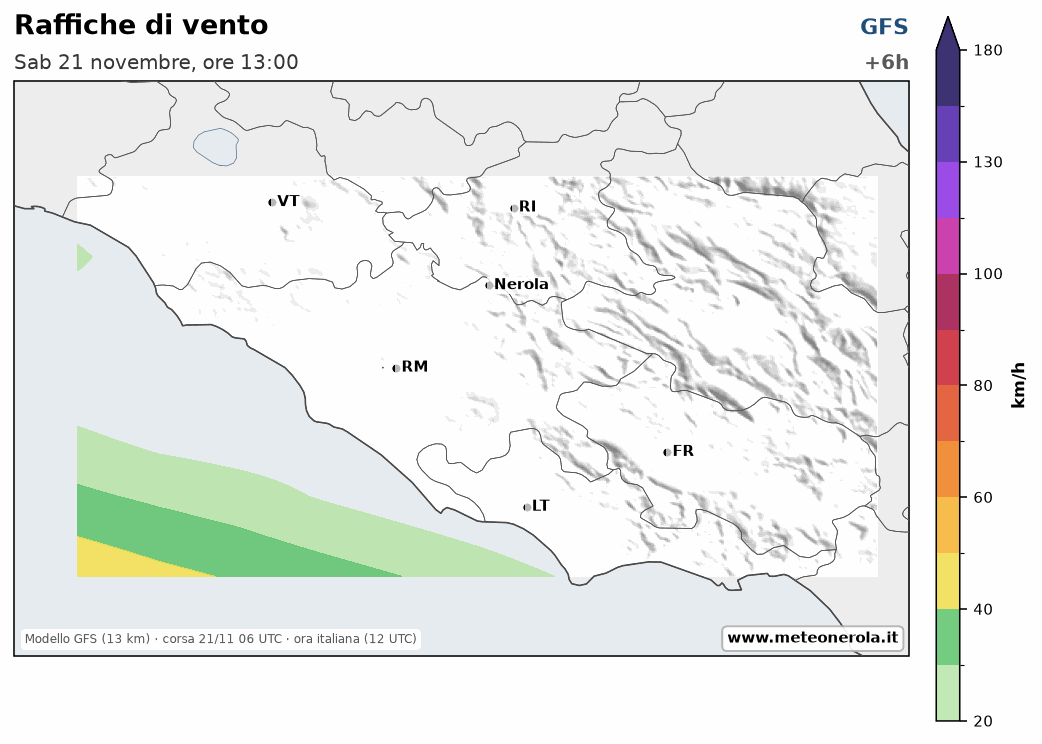 Raffiche di vento
GFS
Sab 21 novembre, ore 13:00
+6h
180
130
100
80
60
40
20
km/h
VT
RI
Nerola
RM
FR
LT
Modello GFS (13 km) · corsa 21/11 06 UTC · ora italiana (12 UTC)
www.meteonerola.it